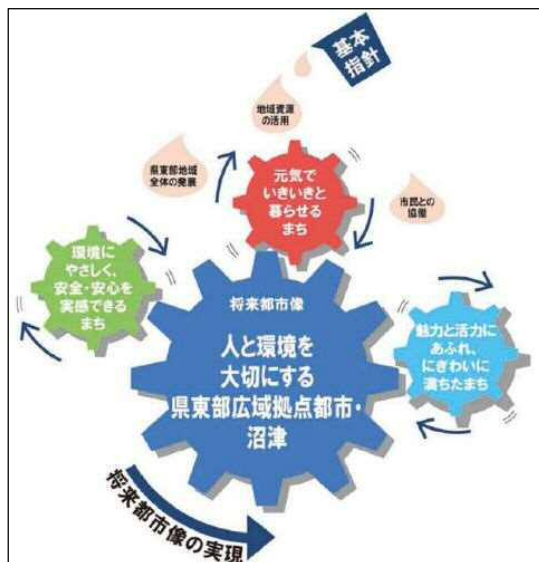 基本
指針
地域資源
の活用
県東部地域
全体の発展
元気で
いきいきと
暮らせる
まち
市民との
協働
環境に
やさしく、
安全・安心を
実感できる
まち
将来都市像
人と環境を
大切にする
県東部広域拠点都市・
沼津
魅力と活力に
あふれ、
にぎわいに
満ちたまち
将来都市像の実現